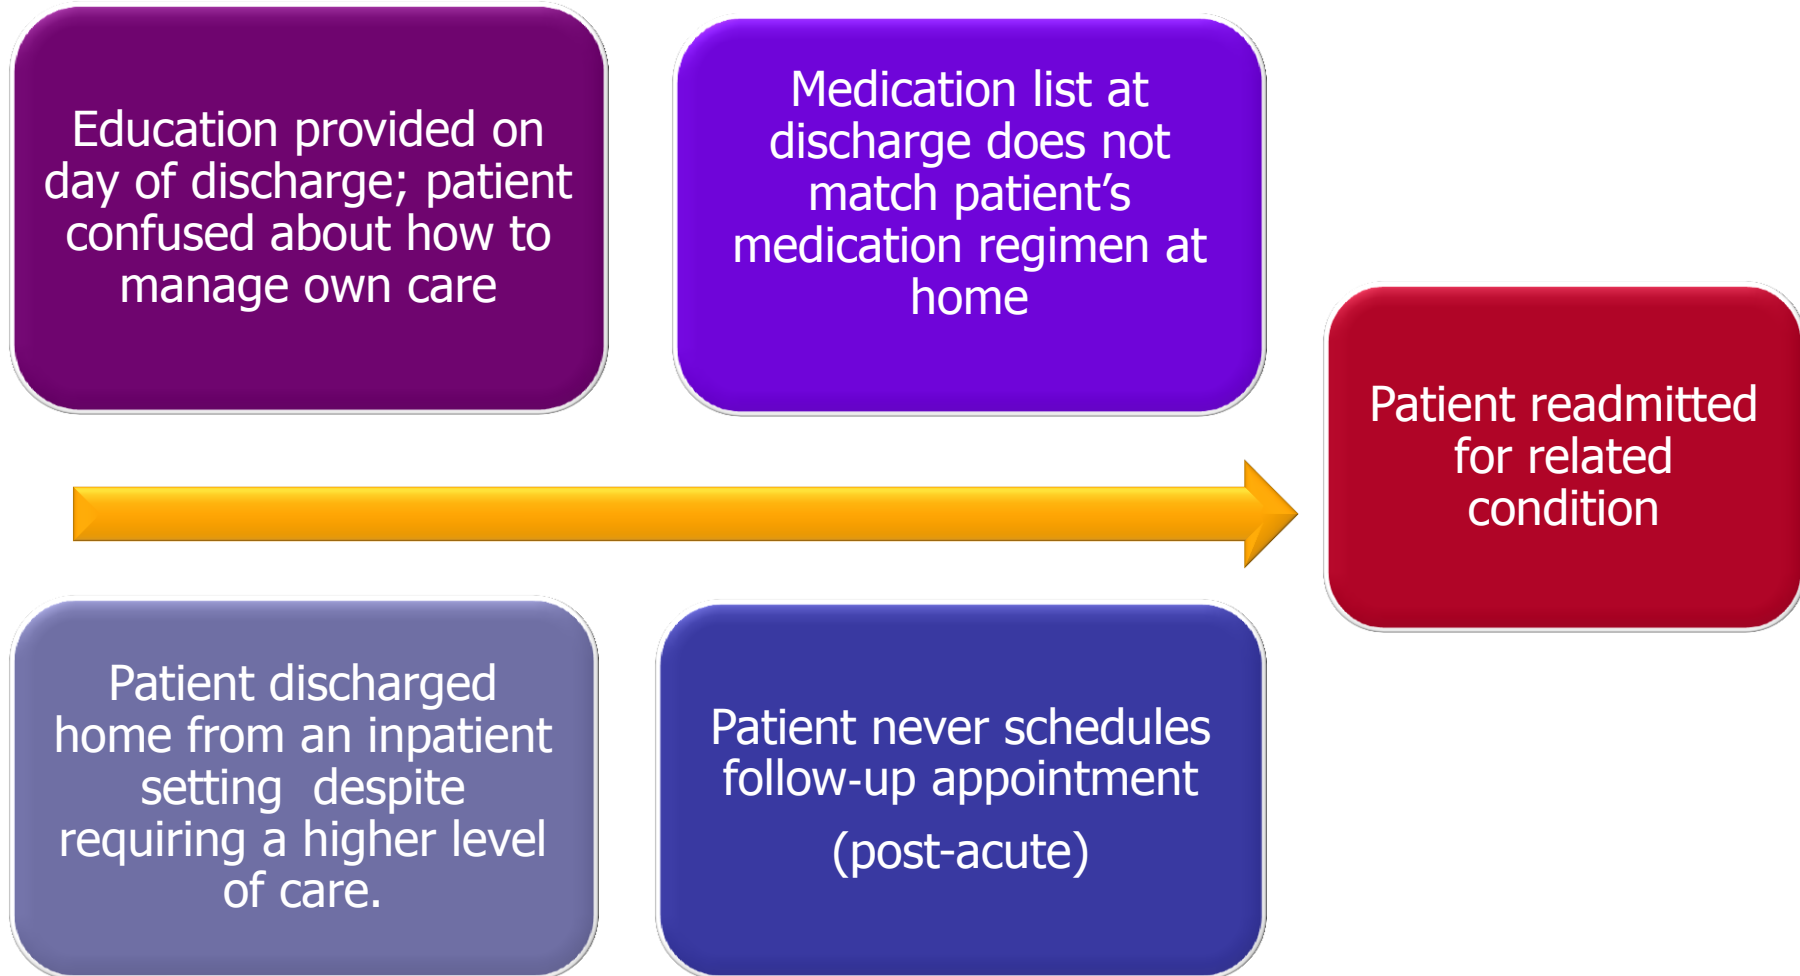 Education provided on
day of discharge; patient
confused about how to
manage own care
Medication list at
discharge does not
match patient’s
medication regimen at
home
Patient readmitted
for related
condition
Patient discharged
home from an inpatient
setting  despite
requiring a higher level
of care.
Patient never schedules
follow-up appointment
(post-acute)